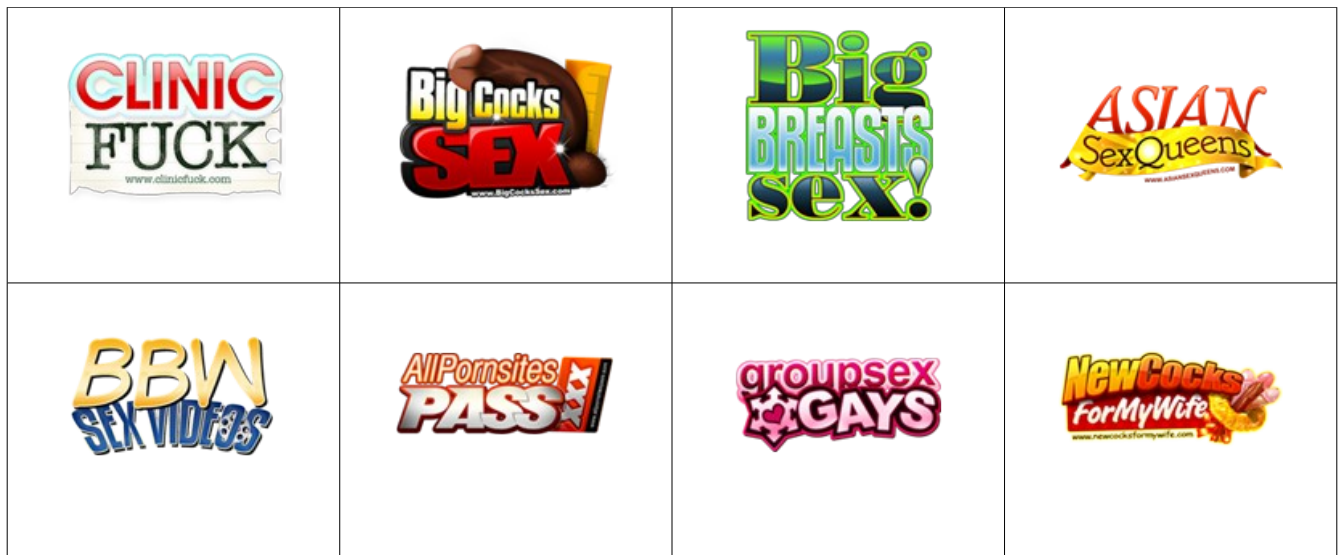 CLINIC
FUCK
www.clinicfuck.com
Big Cocks
SEX
www.BigCocksSex.com
Big
BREASTS
sex!
ASIAN
SexQueens
WWW.ASIANSEXQUEENS.COM
BBW
SEX VIDEOS
AllPornsites
PASS
XXX
groupsex
GAYS
NewCocks
ForMyWife
www.newcocksformywife.com